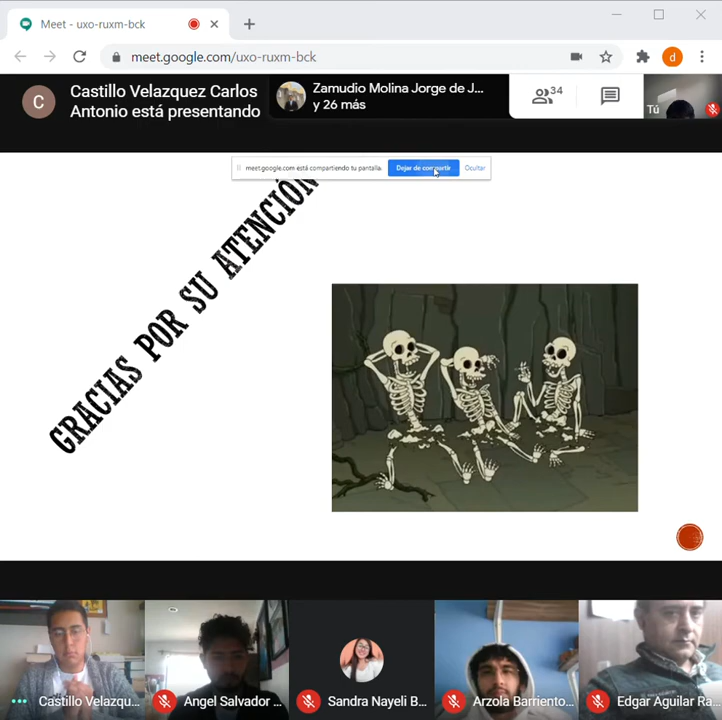 Meet - uxo-ruxm-bck
meet.google.com/uxo-ruxm-bck
d
C
Castillo Velazquez Carlos
Antonio está presentando
Zamudio Molina Jorge de J...
y 26 más
34
Tú
meet.google.com está compartiendo tu pantalla.
Dejar de compartir
Ocultar
GRACIAS POR SU ATENCIÓN
Castillo Velazqu...
Angel Salvador ...
Sandra Nayeli B...
Arzola Barriento...
Edgar Aguilar Ra...